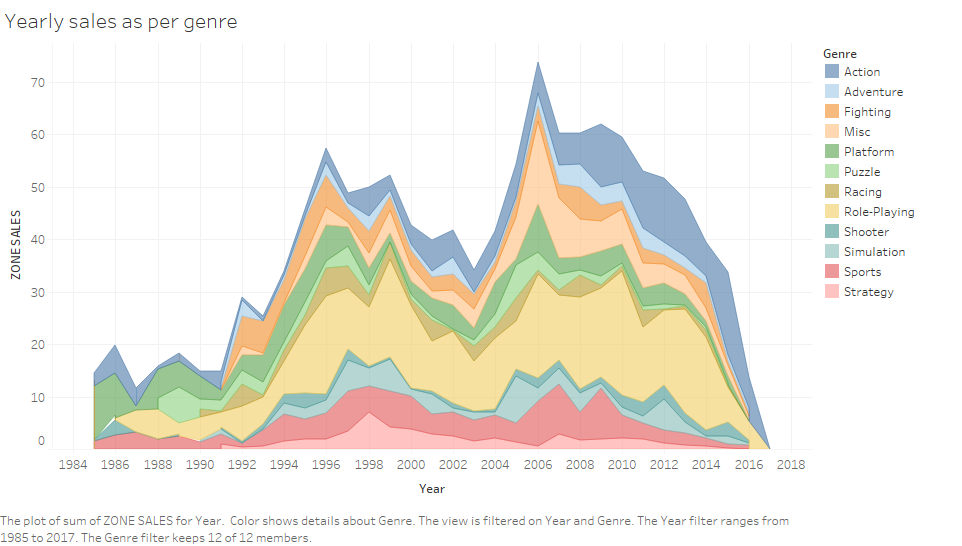 Yearly sales as per genre
Genre
Action
Adventure
Fighting
Misc
Platform
Puzzle
Racing
Role-Playing
Shooter
Simulation
Sports
Strategy
ZONE SALES
70
60
50
40
30
20
10
0
1984 1986 1988 1990 1992 1994 1996 1998 2000 2002 2004 2006 2008 2010 2012 2014 2016 2018
Year
The plot of sum of ZONE SALES for Year. Color shows details about Genre. The view is filtered on Year and Genre. The Year filter ranges from
1985 to 2017. The Genre filter keeps 12 of 12 members.